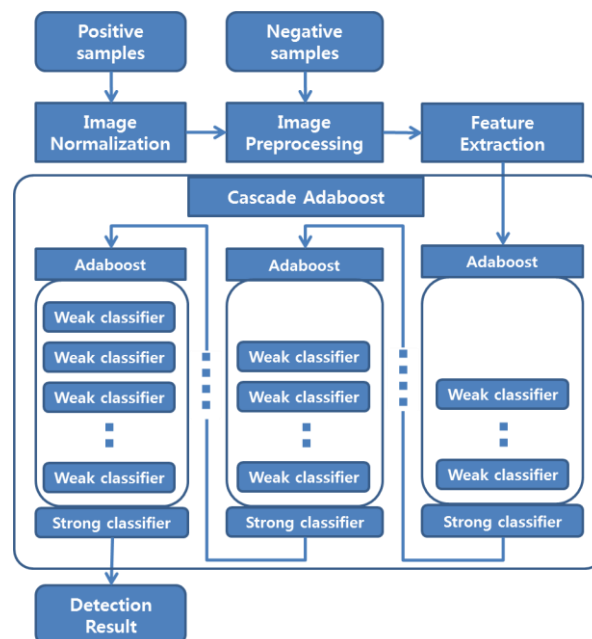 Positive
samples
Negative
samples
Image
Normalization
Image
Preprocessing
Feature
Extraction
Cascade Adaboost
Adaboost
Adaboost
Adaboost
Weak classifier
Weak classifier
Weak classifier
Weak classifier
Strong classifier
Weak classifier
Weak classifier
Weak classifier
Strong classifier
Weak classifier
Weak classifier
Strong classifier
Detection
Result